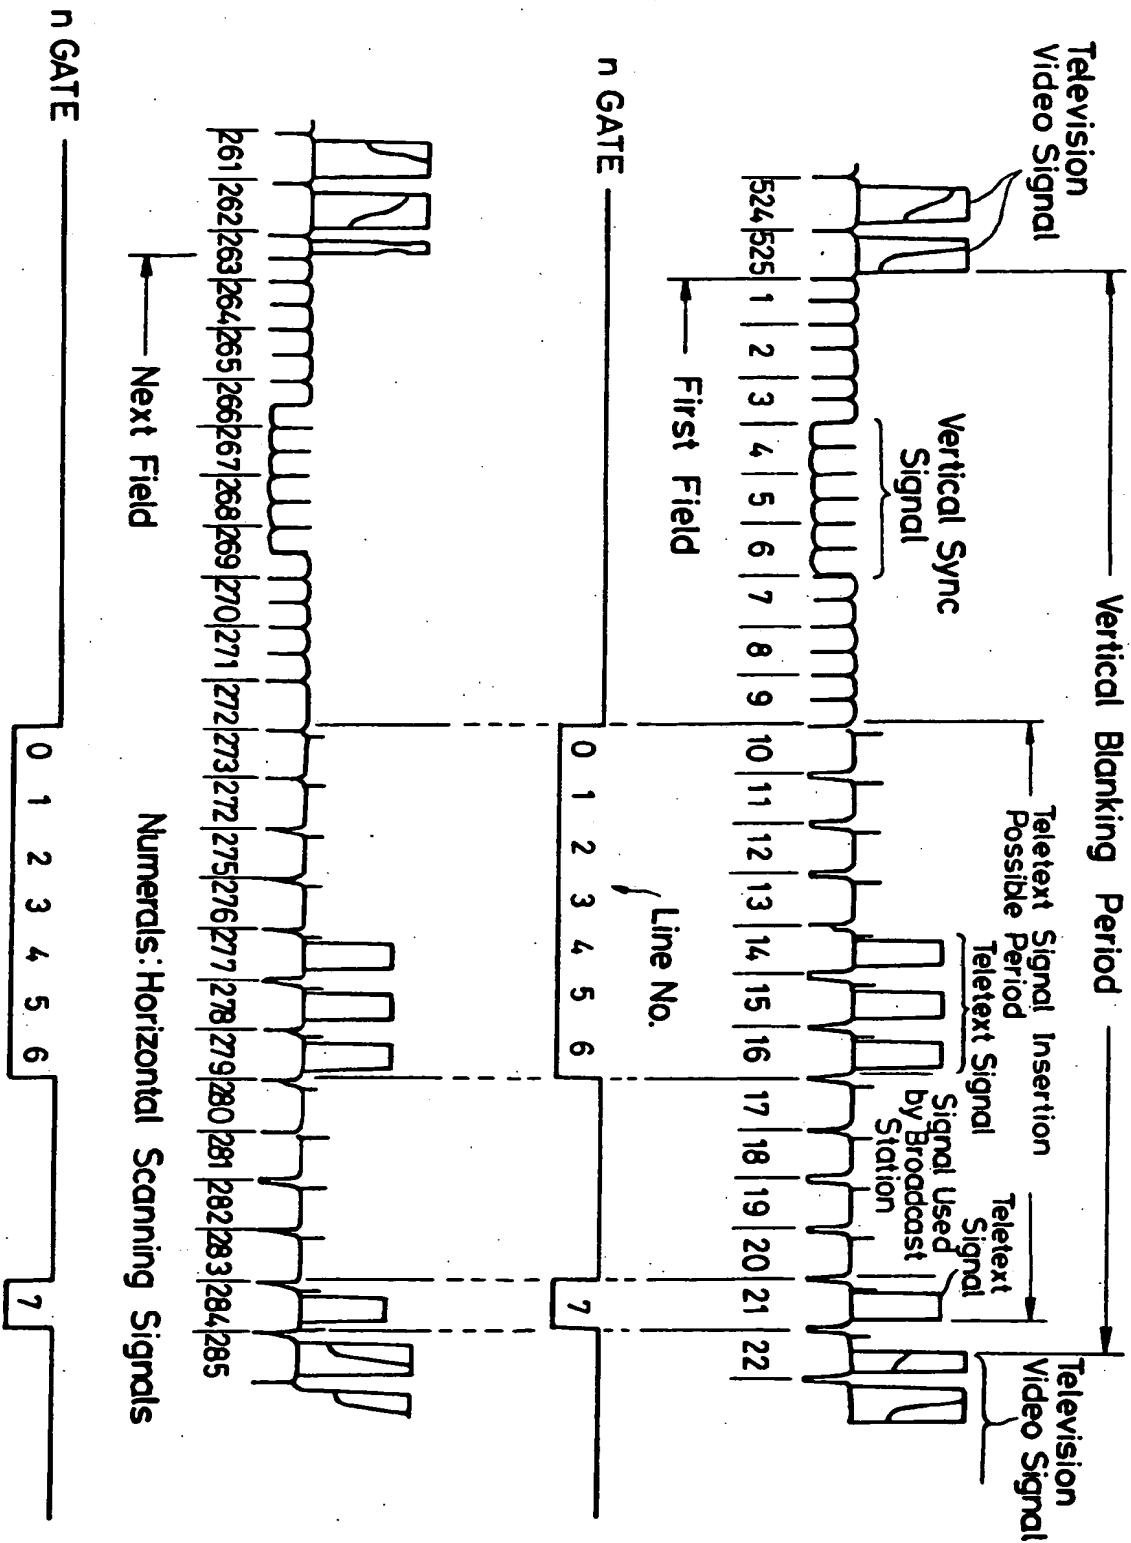 Television
Video Signal
Vertical Blanking Period
Teletext Signal Insertion
Possible Period
Television
Video Signal
Vertical Sync
Signal
Teletext Signal
Signal Used
by Broadcast
Station
Teletext
Signal
524 525 1 2 3 4 5 6 7 8 9 10 11 12 13 14 15 16 17 18 19 20 21 22
First Field
Line No.
n GATE 0 1 2 3 4 5 6 7
261 262 263 264 265 266 267 268 269 270 271 272 273 272 275 276 277 278 279 280 281 282 283 284 285
Next Field
Numerals: Horizontal Scanning Signals
n GATE 0 1 2 3 4 5 6 7